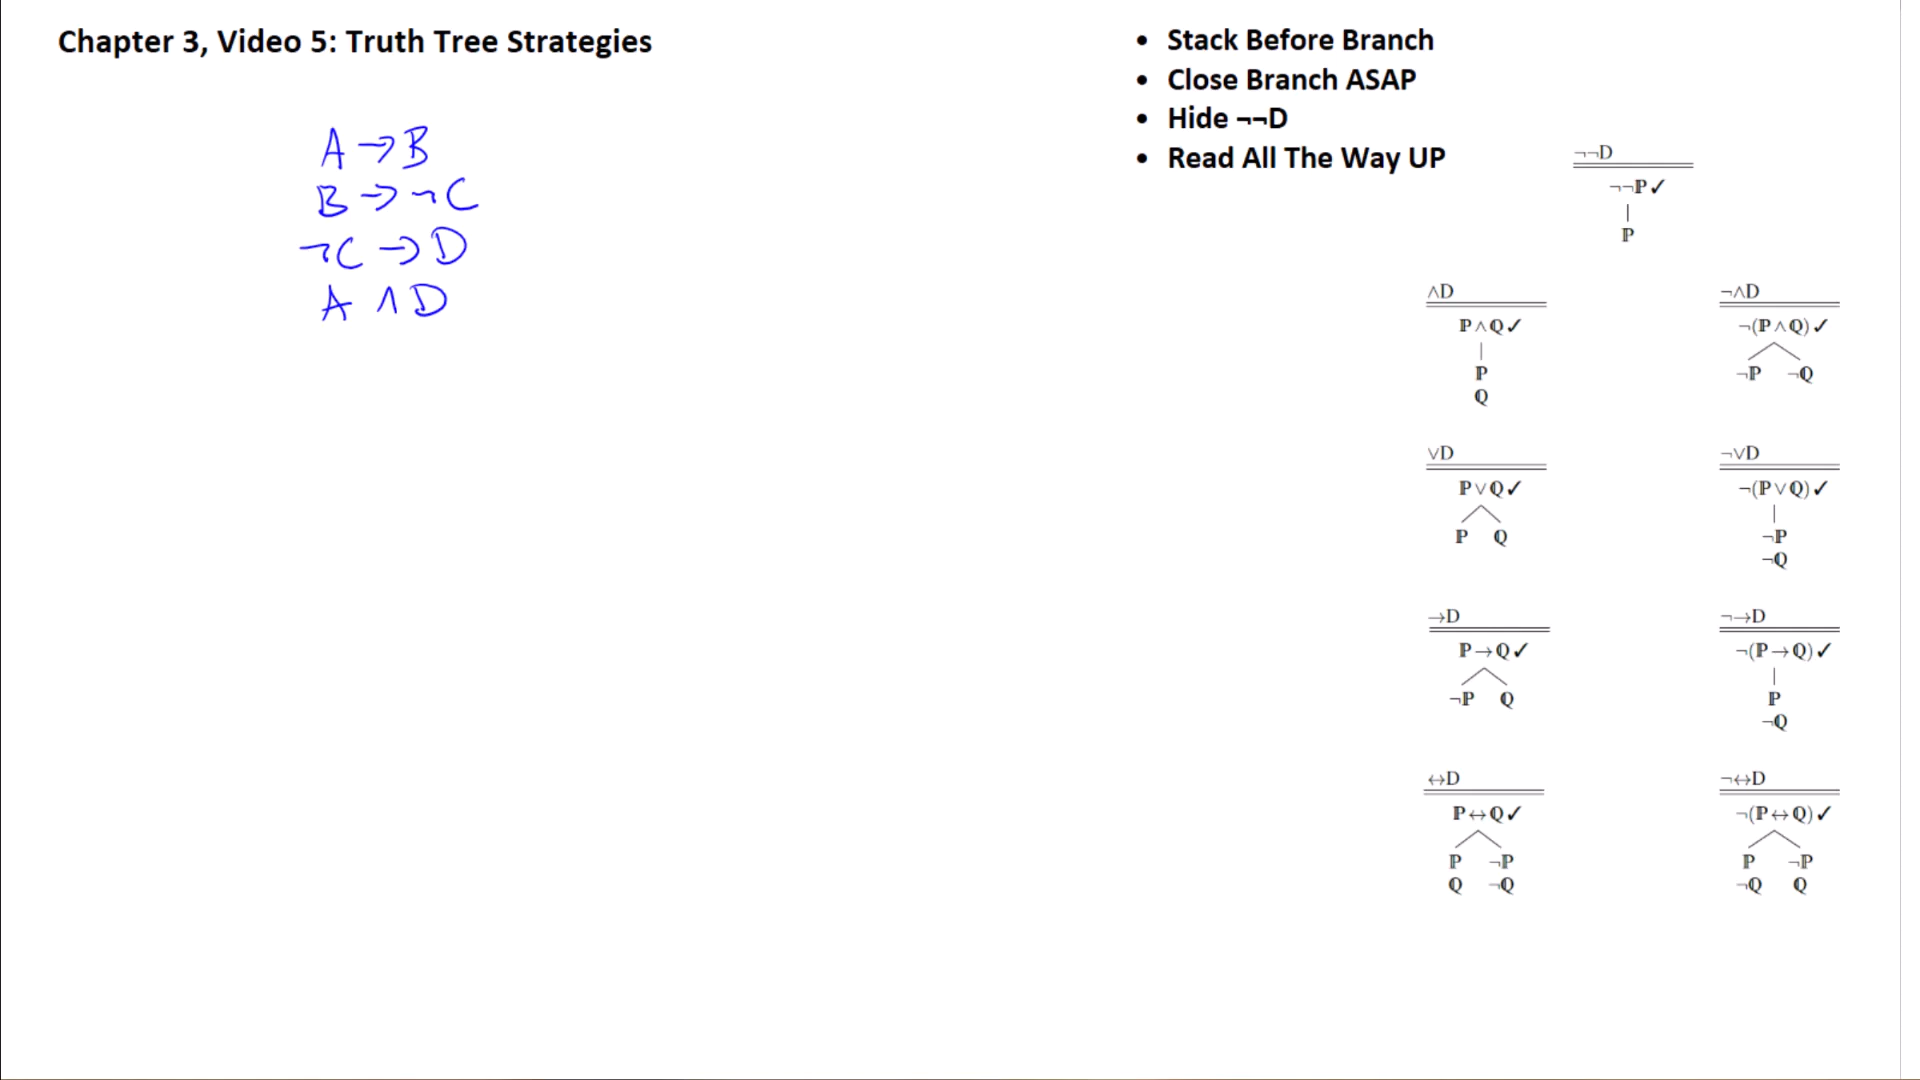 Chapter 3, Video 5: Truth Tree Strategies
A → B
B → ¬C
¬C → D
A ∧ D
• Stack Before Branch
• Close Branch ASAP
• Hide ¬¬D
• Read All The Way UP
¬¬D
¬¬ℙ✓
ℙ
∧D
ℙ∧ℚ✓
ℙ
ℚ
¬∧D
¬(ℙ∧ℚ)✓
¬ℙ ¬ℚ
∨D
ℙ∨ℚ✓
ℙ ℚ
¬∨D
¬(ℙ∨ℚ)✓
¬ℙ
¬ℚ
→D
ℙ→ℚ✓
¬ℙ ℚ
¬→D
¬(ℙ→ℚ)✓
ℙ
¬ℚ
↔D
ℙ↔ℚ✓
ℙ ¬ℙ
ℚ ¬ℚ
¬↔D
¬(ℙ↔ℚ)✓
ℙ ¬ℙ
¬ℚ ℚ